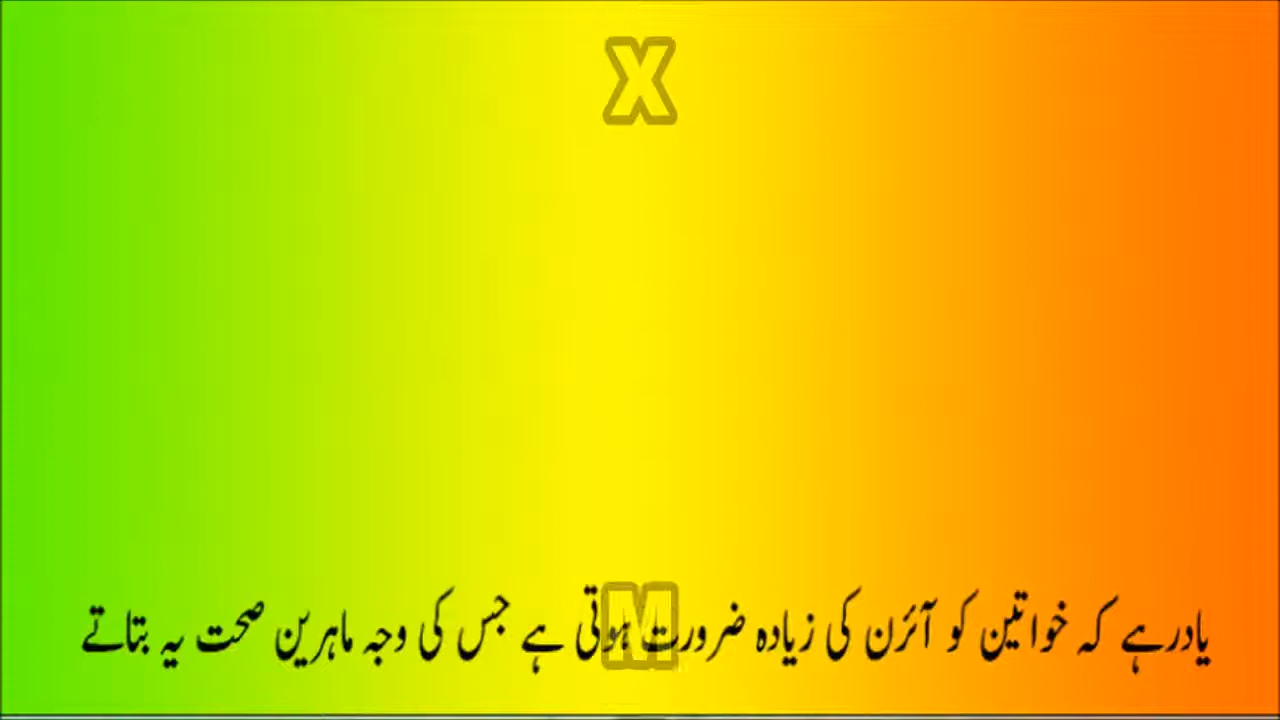 X
یادرہے کہ خواتین کو آئرن کی زیادہ ضرورت ہوتی ہے جس کی وجہ ماہرین صحت یہ بتاتے
M